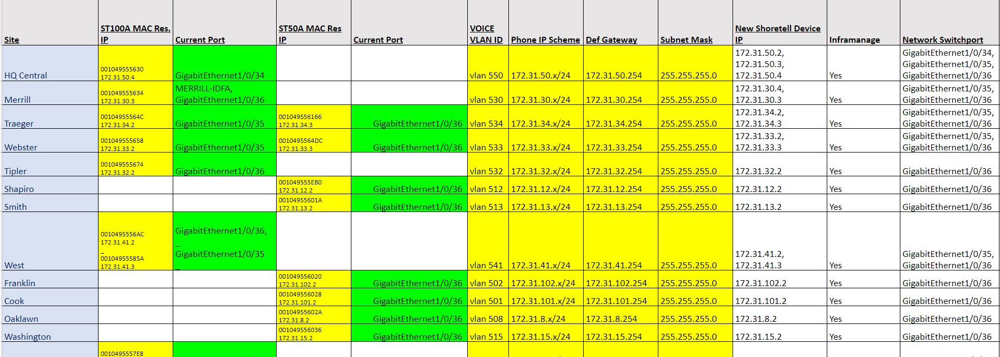 Site
ST100A MAC Res.
IP
Current Port
ST50A MAC Res
IP
Current Port
VOICE
VLAN ID
Phone IP Scheme
Def Gateway
Subnet Mask
New Shoretell Device
IP
Inframanage
Network Switchport
HQ Central
001049555630
172.31.50.4
GigabitEthernet1/0/34
vlan 550
172.31.50.x/24
172.31.50.254
255.255.255.0
172.31.50.2,
172.31.50.3,
172.31.50.4
Yes
GigabitEthernet1/0/34,
GigabitEthernet1/0/35,
GigabitEthernet1/0/36
Merrill
001049555634
172.31.30.3
MERRILL-IDFA,
GigabitEthernet1/0/36
vlan 530
172.31.30.x/24
172.31.30.254
255.255.255.0
172.31.30.4,
172.31.30.3
Yes
GigabitEthernet1/0/35,
GigabitEthernet1/0/36
Traeger
00104955564C
172.31.34.2
GigabitEthernet1/0/35
001049556166
172.31.34.3
GigabitEthernet1/0/36
vlan 534
172.31.34.x/24
172.31.34.254
255.255.255.0
172.31.34.2,
172.31.34.3
Yes
GigabitEthernet1/0/35,
GigabitEthernet1/0/36
Webster
001049555658
172.31.33.2
GigabitEthernet1/0/35
0010495564DC
172.31.33.3
GigabitEthernet1/0/36
vlan 533
172.31.33.x/24
172.31.33.254
255.255.255.0
172.31.33.2,
172.31.33.3
Yes
GigabitEthernet1/0/35,
GigabitEthernet1/0/36
Tipler
001049555674
172.31.32.2
GigabitEthernet1/0/36
vlan 532
172.31.32.x/24
172.31.32.254
255.255.255.0
172.31.32.2
Yes
GigabitEthernet1/0/36
Shapiro
001049555EB0
172.31.12.2
GigabitEthernet1/0/36
vlan 512
172.31.12.x/24
172.31.12.254
255.255.255.0
172.31.12.2
Yes
GigabitEthernet1/0/36
Smith
00104955601A
172.31.13.2
GigabitEthernet1/0/36
vlan 513
172.31.13.x/24
172.31.13.254
255.255.255.0
172.31.13.2
Yes
GigabitEthernet1/0/36
West
0010495556AC
172.31.41.2
_
00104955585A
172.31.41.3
GigabitEthernet1/0/36,
_
GigabitEthernet1/0/35
_
vlan 541
172.31.41.x/24
172.31.41.254
255.255.255.0
172.31.41.2,
172.31.41.3
Yes
GigabitEthernet1/0/35,
GigabitEthernet1/0/36
Franklin
001049556020
172.31.102.2
GigabitEthernet1/0/36
vlan 502
172.31.102.x/24
172.31.102.254
255.255.255.0
172.31.102.2
Yes
GigabitEthernet1/0/36
Cook
001049556028
172.31.101.2
GigabitEthernet1/0/36
vlan 501
172.31.101.x/24
172.31.101.254
255.255.255.0
172.31.101.2
Yes
GigabitEthernet1/0/36
Oaklawn
00104955602A
172.31.8.2
GigabitEthernet1/0/36
vlan 508
172.31.8.x/24
172.31.8.254
255.255.255.0
172.31.8.2
Yes
GigabitEthernet1/0/36
Washington
001049556036
172.31.15.2
GigabitEthernet1/0/36
vlan 515
172.31.15.x/24
172.31.15.254
255.255.255.0
172.31.15.2
Yes
GigabitEthernet1/0/36
0010495557E8